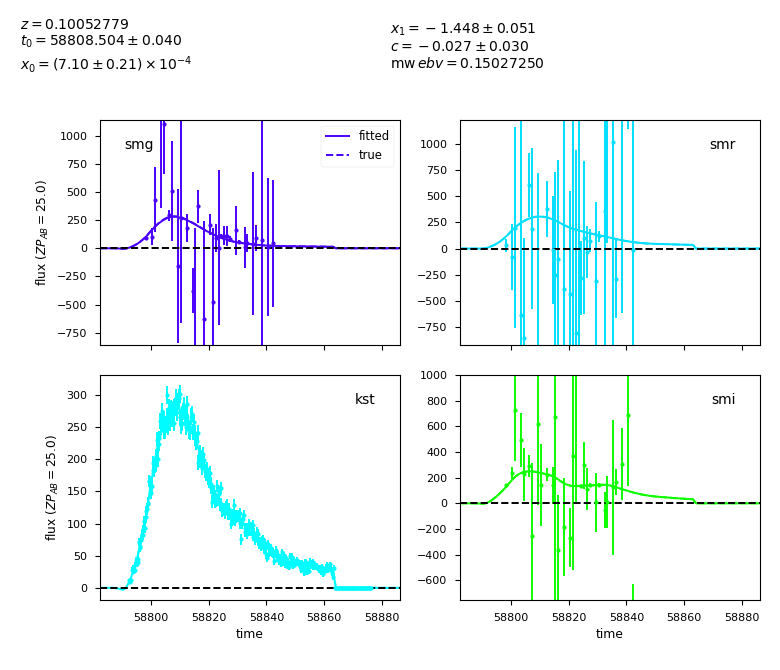 z = 0.10052779
t₀ = 58808.504 ± 0.040
x₀ = (7.10 ± 0.21) × 10⁻⁴
x₁ = −1.448 ± 0.051
c = −0.027 ± 0.030
mw ebv = 0.15027250
smg
fitted
true
1000
750
500
250
0
−250
−500
−750
flux (ZP_AB = 25.0)
smr
1000
750
500
250
0
−250
−500
−750
kst
300
250
200
150
100
50
0
flux (ZP_AB = 25.0)
58800 58820 58840 58860 58880
time
smi
1000
800
600
400
200
0
−200
−400
−600
58800 58820 58840 58860 58880
time